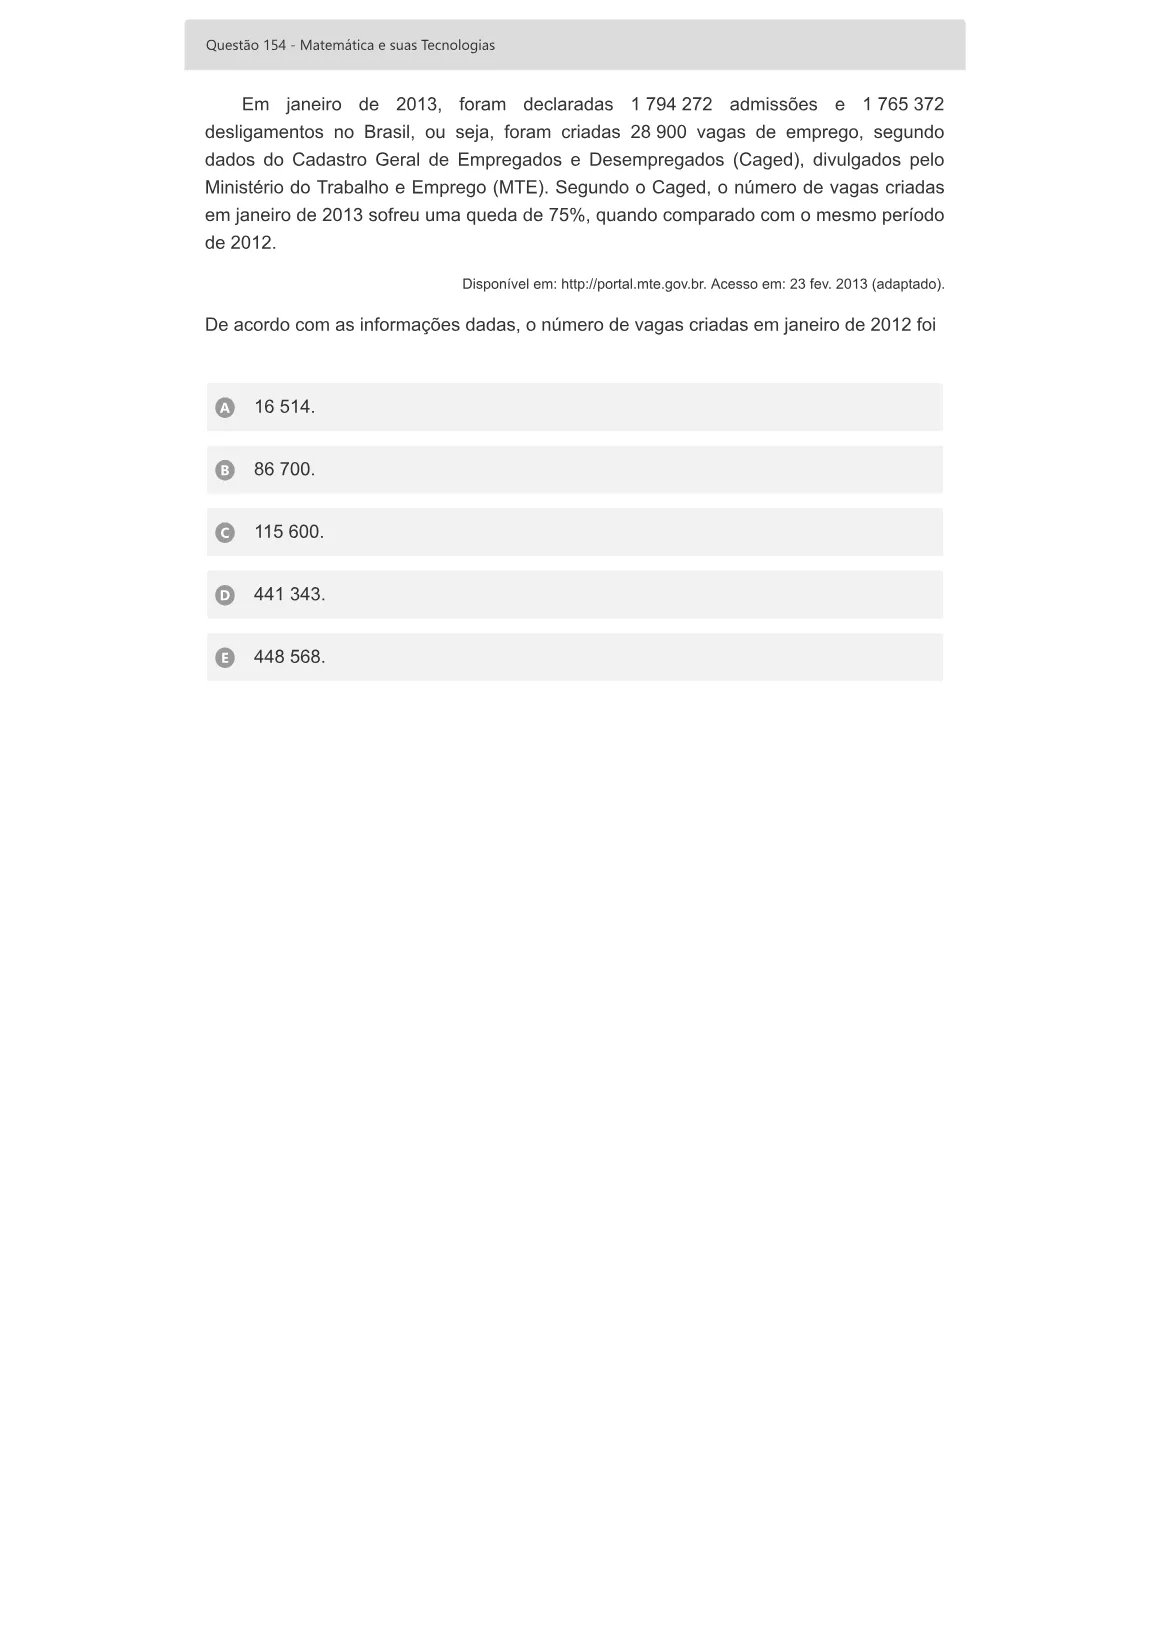 Questão 154 - Matemática e suas Tecnologias
Em janeiro de 2013, foram declaradas 1 794 272 admissões e 1 765 372
desligamentos no Brasil, ou seja, foram criadas 28 900 vagas de emprego, segundo
dados do Cadastro Geral de Empregados e Desempregados (Caged), divulgados pelo
Ministério do Trabalho e Emprego (MTE). Segundo o Caged, o número de vagas criadas
em janeiro de 2013 sofreu uma queda de 75%, quando comparado com o mesmo período
de 2012.
Disponível em: http://portal.mte.gov.br. Acesso em: 23 fev. 2013 (adaptado).
De acordo com as informações dadas, o número de vagas criadas em janeiro de 2012 foi
A 16 514.
B 86 700.
C 115 600.
D 441 343.
E 448 568.